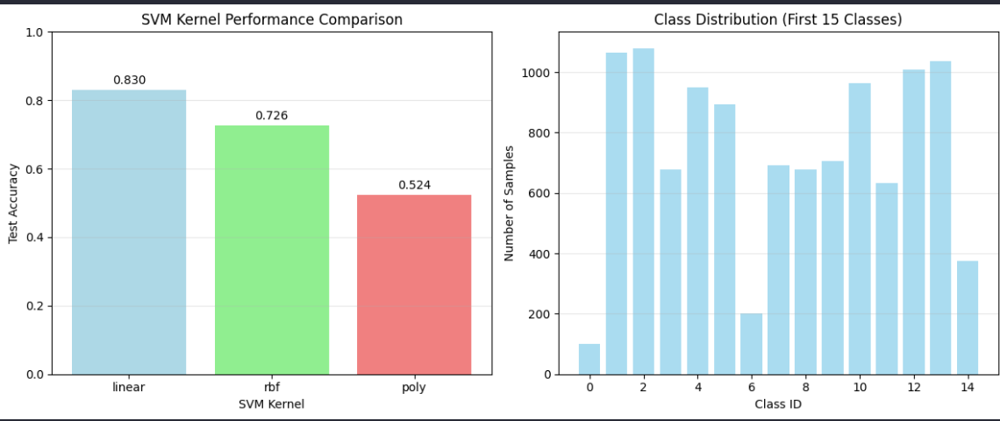 SVM Kernel Performance Comparison
1.0
0.8
0.6
0.4
0.2
0.0
Test Accuracy
0.830
0.726
0.524
linear rbf poly
SVM Kernel
Class Distribution (First 15 Classes)
1000
800
600
400
200
0
Number of Samples
0 2 4 6 8 10 12 14
Class ID